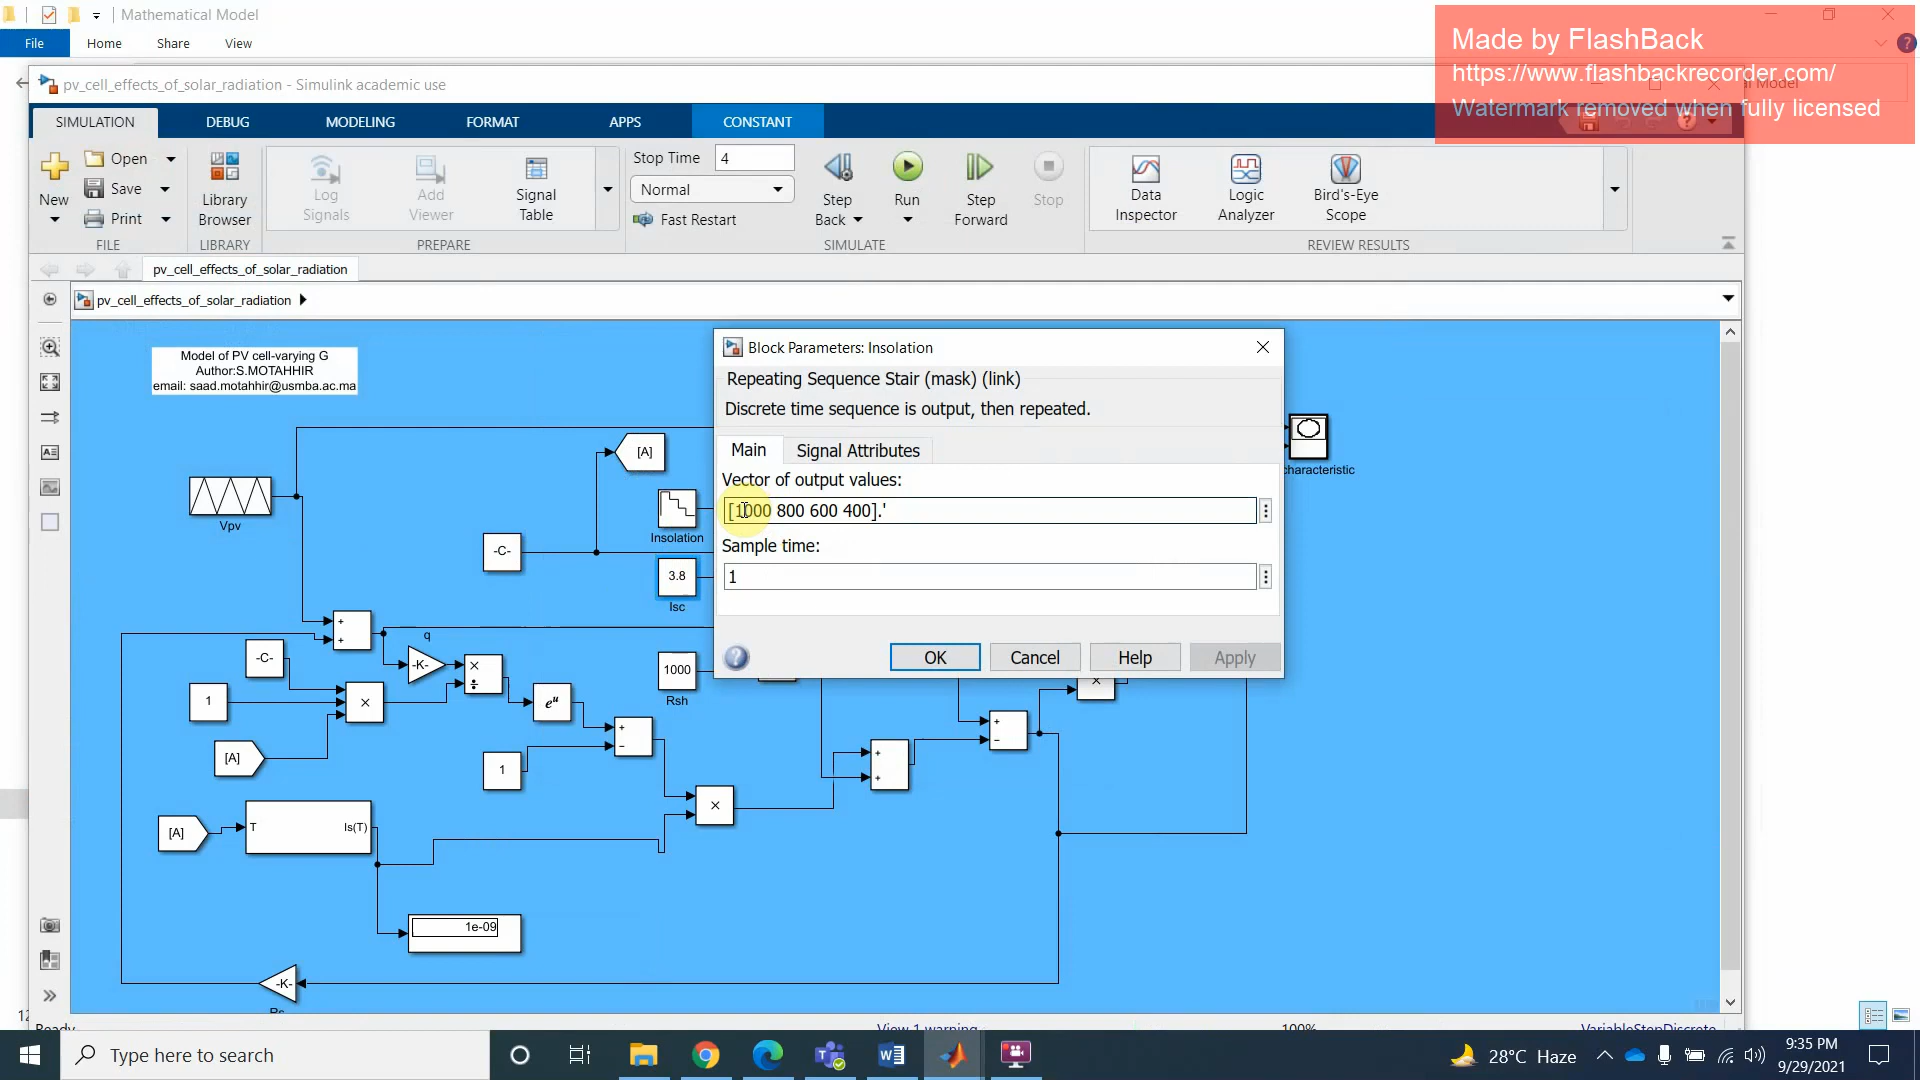 Mathematical Model
File
Home
Share
View
Made by FlashBack
https://www.flashbackrecorder.com/
Watermark removed when fully licensed
pv_cell_effects_of_solar_radiation - Simulink academic use
SIMULATION
DEBUG
MODELING
FORMAT
APPS
CONSTANT
New
Open
Save
Print
FILE
Library
Browser
LIBRARY
Log
Signals
Add
Viewer
Signal
Table
PREPARE
Stop Time
4
Normal
Fast Restart
Step
Back
Run
Step
Forward
Stop
SIMULATE
Data
Inspector
Logic
Analyzer
Bird's-Eye
Scope
REVIEW RESULTS
pv_cell_effects_of_solar_radiation
pv_cell_effects_of_solar_radiation
Model of PV cell-varying G
Author:S.MOTAHHIR
email: saad.motahhir@usmba.ac.ma
Block Parameters: Insolation
Repeating Sequence Stair (mask) (link)
Discrete time sequence is output, then repeated.
Main
Signal Attributes
Vector of output values:
[1000 800 600 400].'
Sample time:
1
OK
Cancel
Help
Apply
characteristic
[A]
Vpv
Insolation
-C-
3.8
Isc
+
+
q
-C-
-K-
×
÷
1000
Rsh
1
×
eᵘ
+
−
×
+
−
[A]
1
+
+
×
[A]
T
Is(T)
1e-09
-K-
Ready
View 1 warning
100%
VariableStepDiscrete
Type here to search
28°C Haze
9:35 PM
9/29/2021